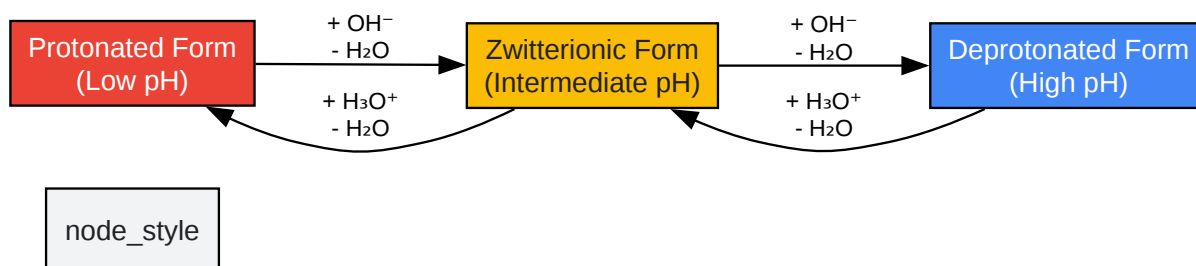 Protonated Form
(Low pH)
+ OH⁻
- H₂O
+ H₃O⁺
- H₂O
Zwitterionic Form
(Intermediate pH)
+ OH⁻
- H₂O
+ H₃O⁺
- H₂O
Deprotonated Form
(High pH)
node_style